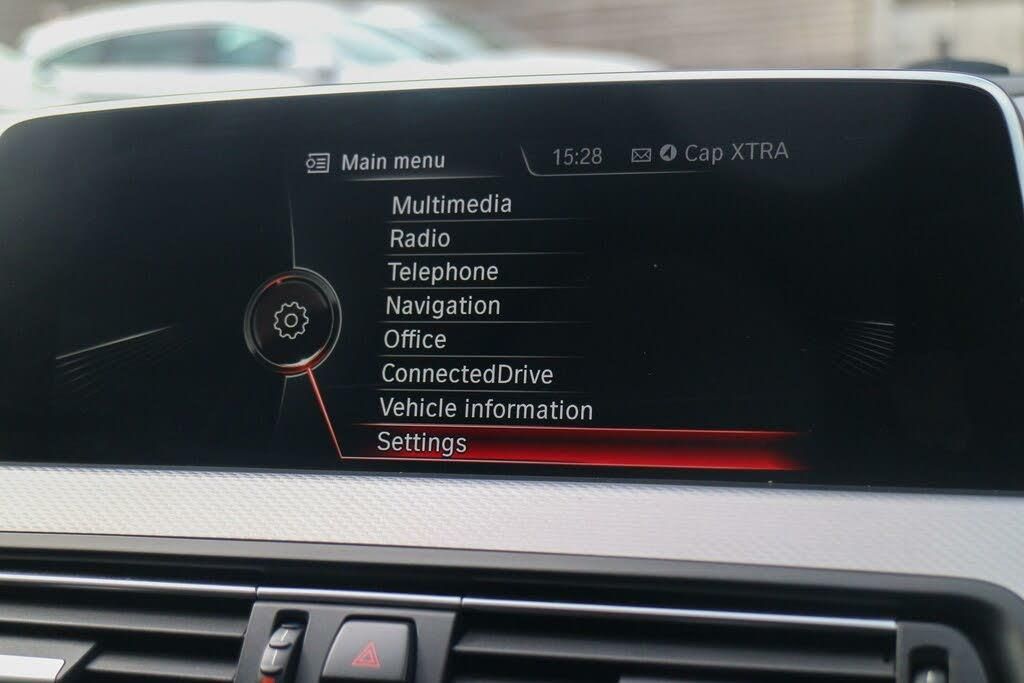 Main menu
15:28 Cap XTRA
Multimedia
Radio
Telephone
Navigation
Office
ConnectedDrive
Vehicle information
Settings